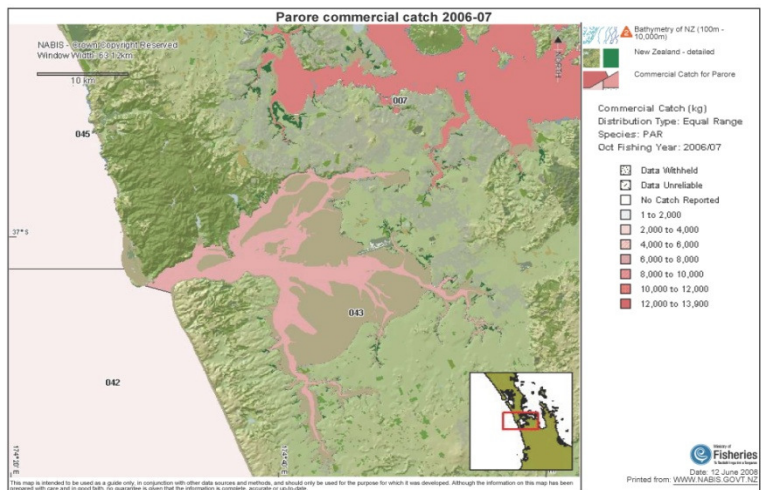 Parore commercial catch 2006-07
NABIS - Crown Copyright Reserved
Window Width: 63.12km
10 km
007
045
37° S
043
042
174°20' E
174°40' E
Bathymetry of NZ (100m -
10,000m)
New Zealand - detailed
Commercial Catch for Parore
Commercial Catch (kg)
Distribution Type: Equal Range
Species: PAR
Oct Fishing Year: 2006/07
Data Withheld
Data Unreliable
No Catch Reported
1 to 2,000
2,000 to 4,000
4,000 to 6,000
6,000 to 8,000
8,000 to 10,000
10,000 to 12,000
12,000 to 13,900
Ministry of
Fisheries
Date: 12 June 2008
Printed from: WWW.NABIS.GOVT.NZ
This map is intended to be used as a guide only, in conjunction with other data sources and methods, and should only be used for the purpose for which it was developed. Although the information on this map has been
prepared with care and in good faith, no guarantee is given that the information is complete, accurate or up-to-date.